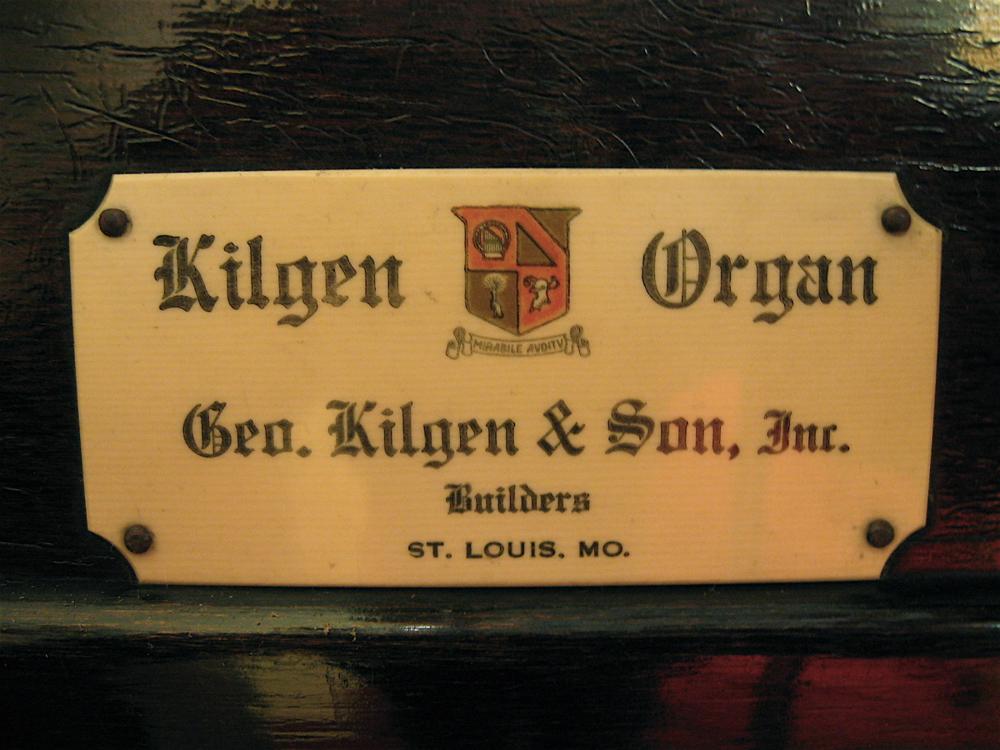 Kilgen Organ
MIRABILE AVDITV
Geo. Kilgen & Son, Inc.
Builders
ST. LOUIS, MO.